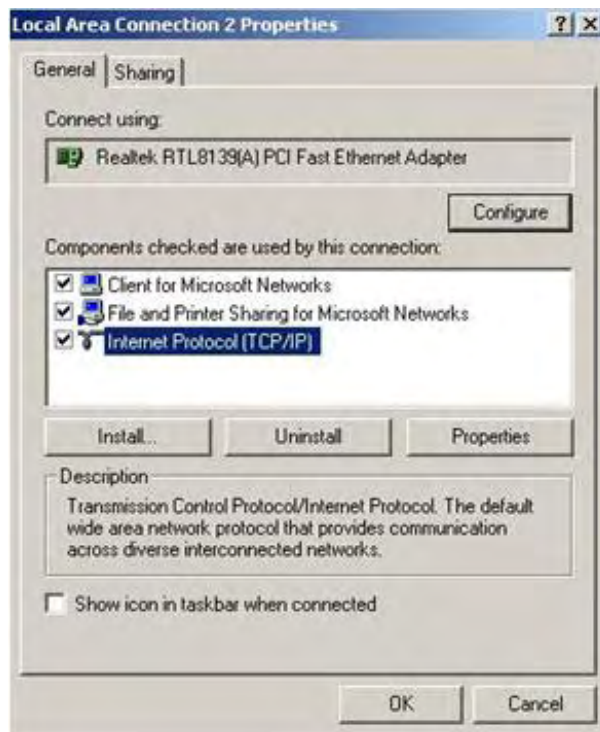 Local Area Connection 2 Properties
General
Sharing
Connect using:
Realtek RTL8139(A) PCI Fast Ethernet Adapter
Configure
Components checked are used by this connection:
Client for Microsoft Networks
File and Printer Sharing for Microsoft Networks
Internet Protocol (TCP/IP)
Install...
Uninstall
Properties
Description
Transmission Control Protocol/Internet Protocol. The default
wide area network protocol that provides communication
across diverse interconnected networks.
Show icon in taskbar when connected
OK
Cancel